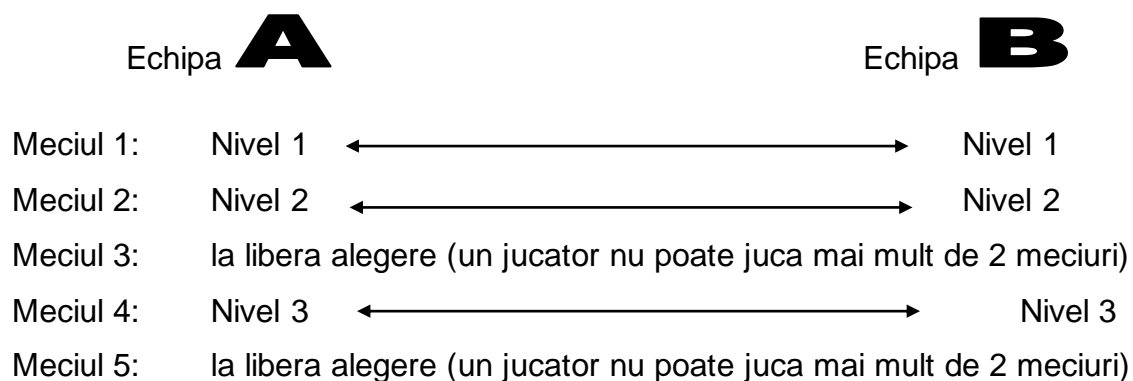 Echipa A Echipa B
Meciul 1: Nivel 1 Nivel 1
Meciul 2: Nivel 2 Nivel 2
Meciul 3: la libera alegere (un jucator nu poate juca mai mult de 2 meciuri)
Meciul 4: Nivel 3 Nivel 3
Meciul 5: la libera alegere (un jucator nu poate juca mai mult de 2 meciuri)